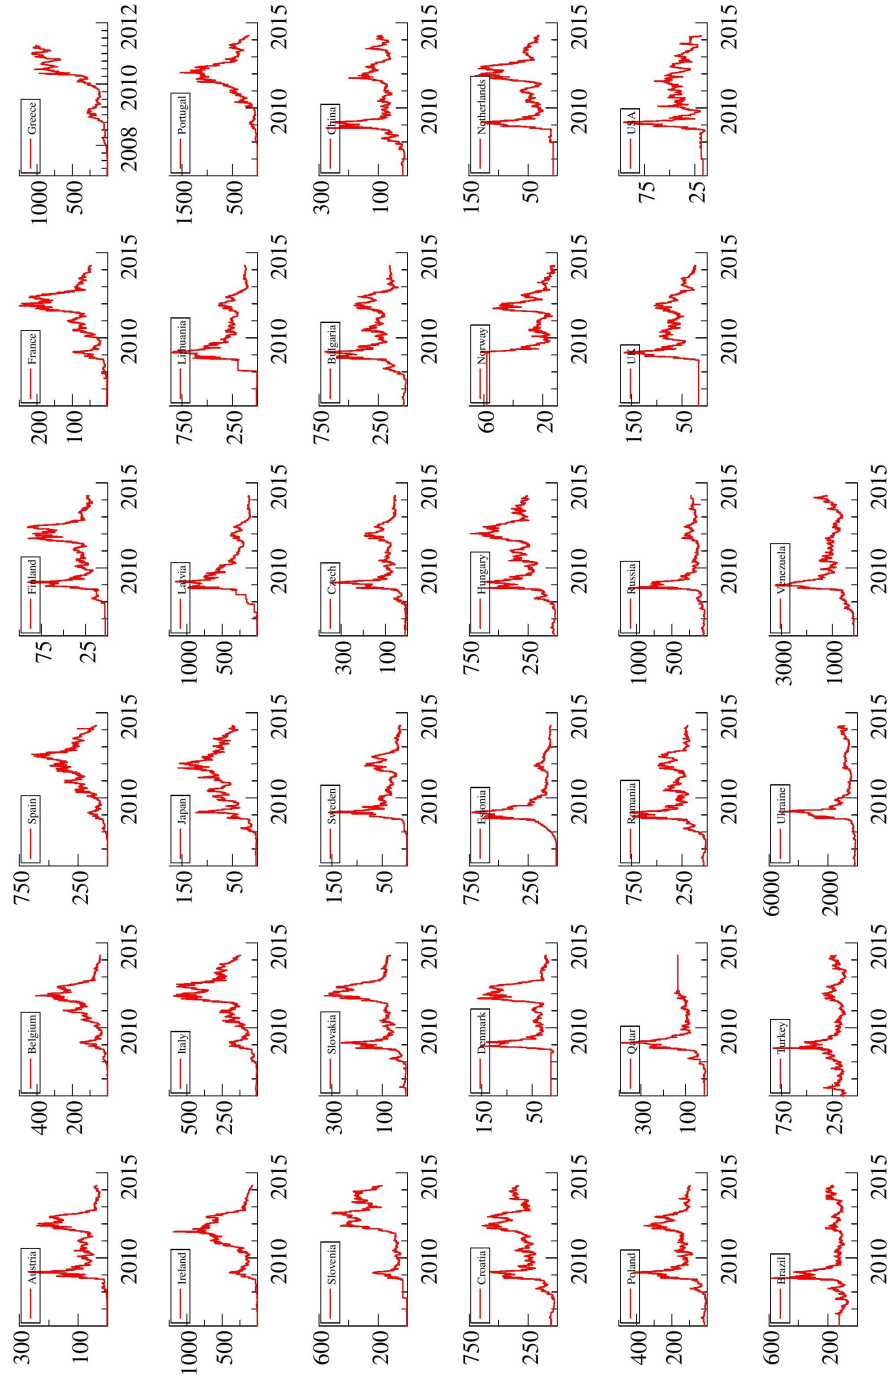 Austria
300
100
2010 2015
Belgium
400
200
2010 2015
Spain
750
250
2010 2015
Finland
75
25
2010 2015
France
200
100
2010 2015
Greece
1000
500
2008 2010 2012
Ireland
1000
500
2010 2015
Italy
500
250
2010 2015
Japan
150
50
2010 2015
Latvia
1000
500
2010 2015
Lithuania
750
250
2010 2015
Portugal
1500
500
2010 2015
Slovenia
600
200
2010 2015
Slovakia
300
100
2010 2015
Sweden
150
50
2010 2015
Czech
300
100
2010 2015
Bulgaria
750
250
2010 2015
China
300
100
2010 2015
Croatia
750
250
2010 2015
Denmark
150
50
2010 2015
Estonia
750
250
2010 2015
Hungary
750
250
2010 2015
Norway
60
20
2010 2015
Netherlands
150
50
2010 2015
Poland
400
200
2010 2015
Qatar
300
100
2010 2015
Romania
750
250
2010 2015
Russia
1000
500
2010 2015
UK
150
50
2010 2015
USA
75
25
2010 2015
Brazil
600
200
2010 2015
Turkey
750
250
2010 2015
Ukraine
6000
2000
2010 2015
Venezuela
3000
1000
2010 2015